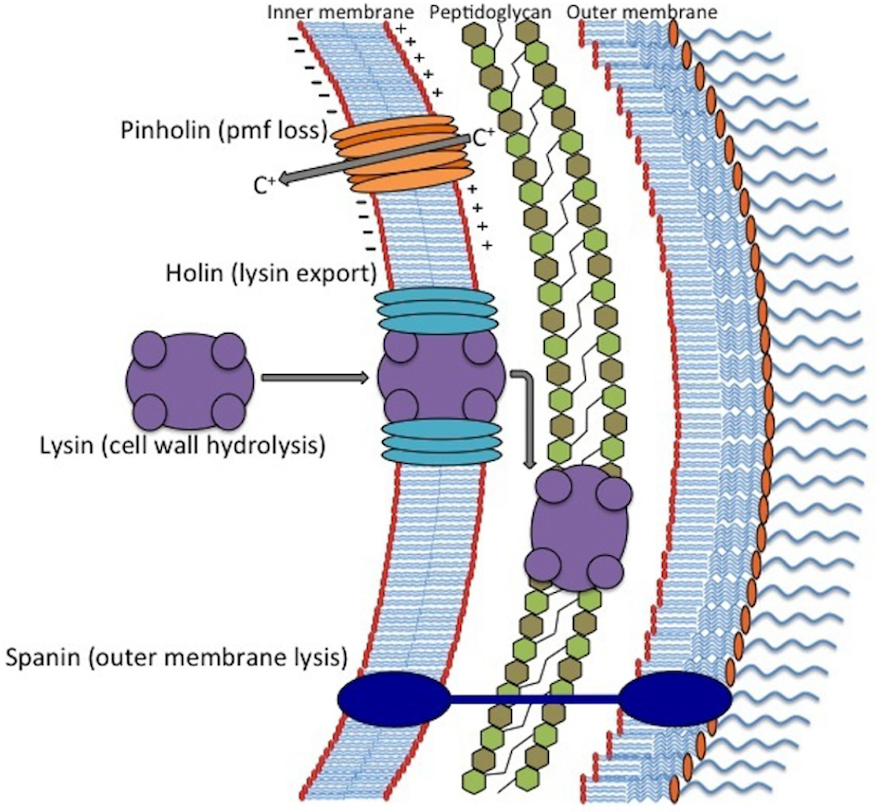 Inner membrane Peptidoglycan Outer membrane
Pinholin (pmf loss)
C⁺
C⁺
Holin (lysin export)
Lysin (cell wall hydrolysis)
Spanin (outer membrane lysis)